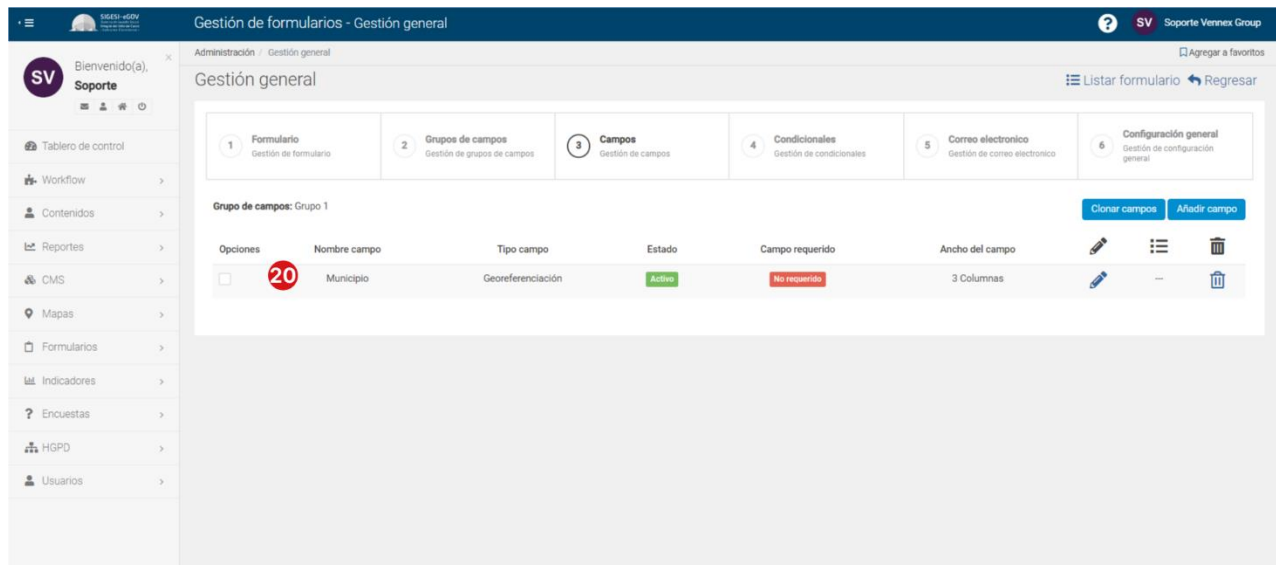 SIGESI-eGOV
Gestión de formularios - Gestión general
?
SV
Soporte Vennex Group
Administración / Gestión general
Agregar a favoritos
Gestión general
Listar formulario
Regresar
SV
Bienvenido(a),
Soporte
Tablero de control
Workflow
Contenidos
Reportes
CMS
Mapas
Formularios
Indicadores
Encuestas
HGPD
Usuarios
1 Formulario
Gestión de formulario
2 Grupos de campos
Gestión de grupos de campos
3 Campos
Gestión de campos
4 Condicionales
Gestión de condicionales
5 Correo electronico
Gestión de correo electronico
6 Configuración general
Gestión de configuración
general
Grupo de campos: Grupo 1
Clonar campos
Añadir campo
Opciones Nombre campo Tipo campo Estado Campo requerido Ancho del campo
20 Municipio Georeferenciación Activo No requerido 3 Columnas —